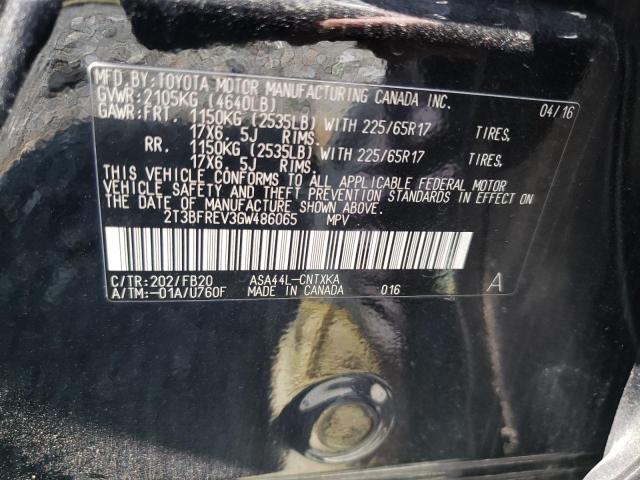 MFD.BY:TOYOTA MOTOR MANUFACTURING CANADA INC.
GVWR:2105KG (4640LB) 04/16
GAWR:FRT. 1150KG (2535LB) WITH 225/65R17 TIRES,
17X6. 5J RIMS.
RR. 1150KG (2535LB) WITH 225/65R17 TIRES,
17X6. 5J RIMS.
THIS VEHICLE CONFORMS TO ALL APPLICABLE FEDERAL MOTOR
VEHICLE SAFETY AND THEFT PREVENTION STANDARDS IN EFFECT ON
THE DATE OF MANUFACTURE SHOWN ABOVE.
2T3BFREV3GW486065 MPV
C/TR:202/FB20 ASA44L-CNTXKA
A/TM:-01A/U760F MADE IN CANADA 016 A